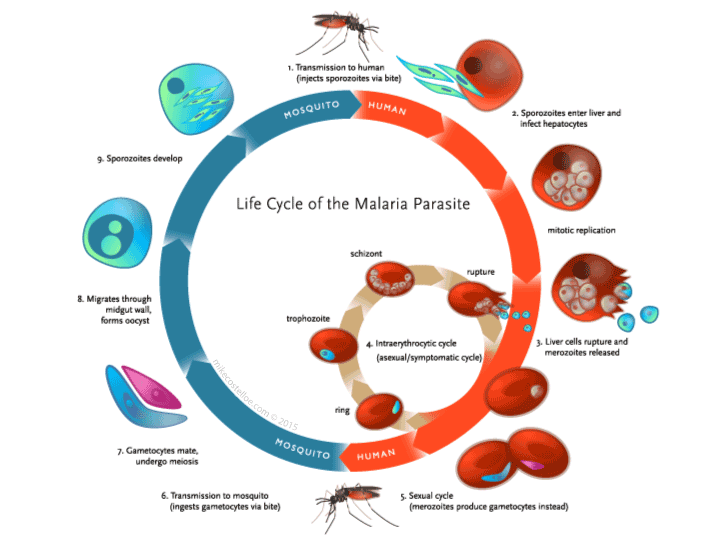 1. Transmission to human
(injects sporozoites via bite)
MOSQUITO
HUMAN
2. Sporozoites enter liver and
infect hepatocytes
9. Sporozoites develop
Life Cycle of the Malaria Parasite
mitotic replication
schizont
rupture
8. Migrates through
midgut wall,
forms oocyst
trophozoite
4. Intraerythrocytic cycle
(asexual/symptomatic cycle)
3. Liver cells rupture and
merozoites released
mikecostelloe.com © 2015
ring
7. Gametocytes mate,
undergo meiosis
MOSQUITO
HUMAN
6. Transmission to mosquito
(ingests gametocytes via bite)
5. Sexual cycle
(merozoites produce gametocytes instead)